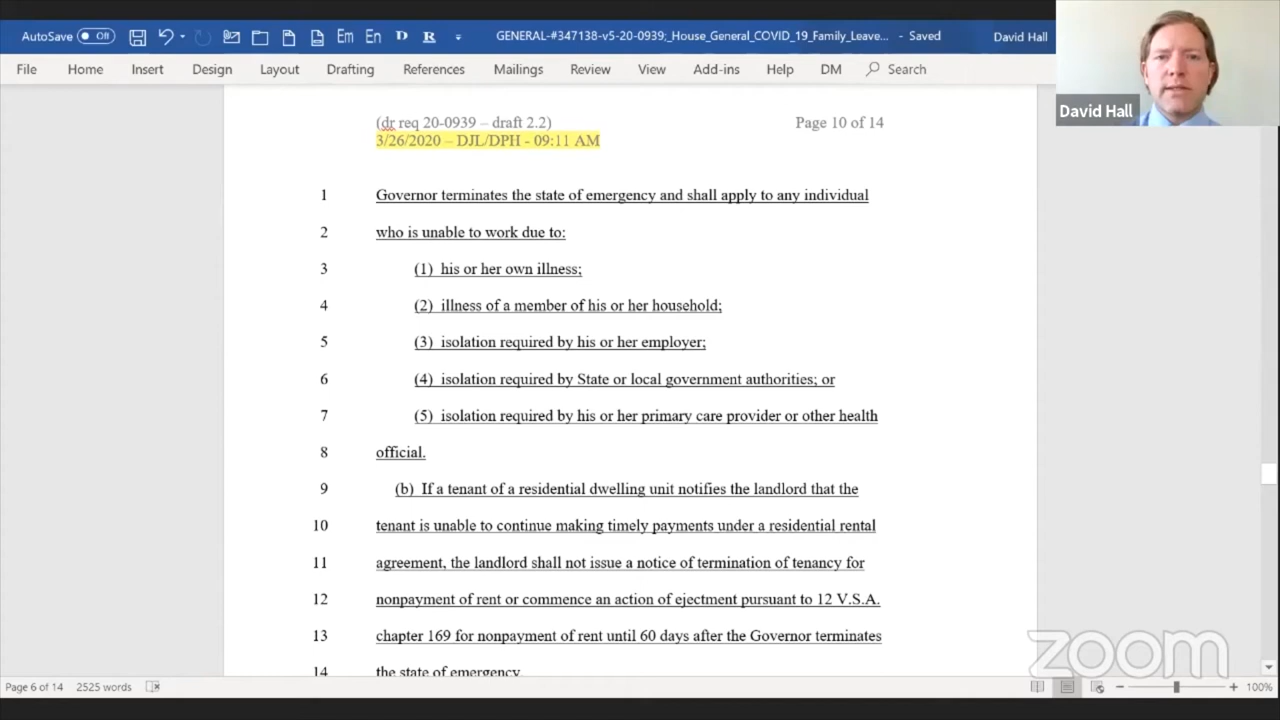 AutoSave Off Em En D R GENERAL-#347138-v5-20-0939;_House_General_COVID_19_Family_Leave... - Saved David Hall
File Home Insert Design Layout Drafting References Mailings Review View Add-ins Help DM Search
David Hall
(dr req 20-0939 – draft 2.2) Page 10 of 14
3/26/2020 – DJL/DPH - 09:11 AM
1 Governor terminates the state of emergency and shall apply to any individual
2 who is unable to work due to:
3 (1) his or her own illness;
4 (2) illness of a member of his or her household;
5 (3) isolation required by his or her employer;
6 (4) isolation required by State or local government authorities; or
7 (5) isolation required by his or her primary care provider or other health
8 official.
9 (b) If a tenant of a residential dwelling unit notifies the landlord that the
10 tenant is unable to continue making timely payments under a residential rental
11 agreement, the landlord shall not issue a notice of termination of tenancy for
12 nonpayment of rent or commence an action of ejectment pursuant to 12 V.S.A.
13 chapter 169 for nonpayment of rent until 60 days after the Governor terminates
14 the state of emergency.
zoom
Page 6 of 14 2525 words 100%